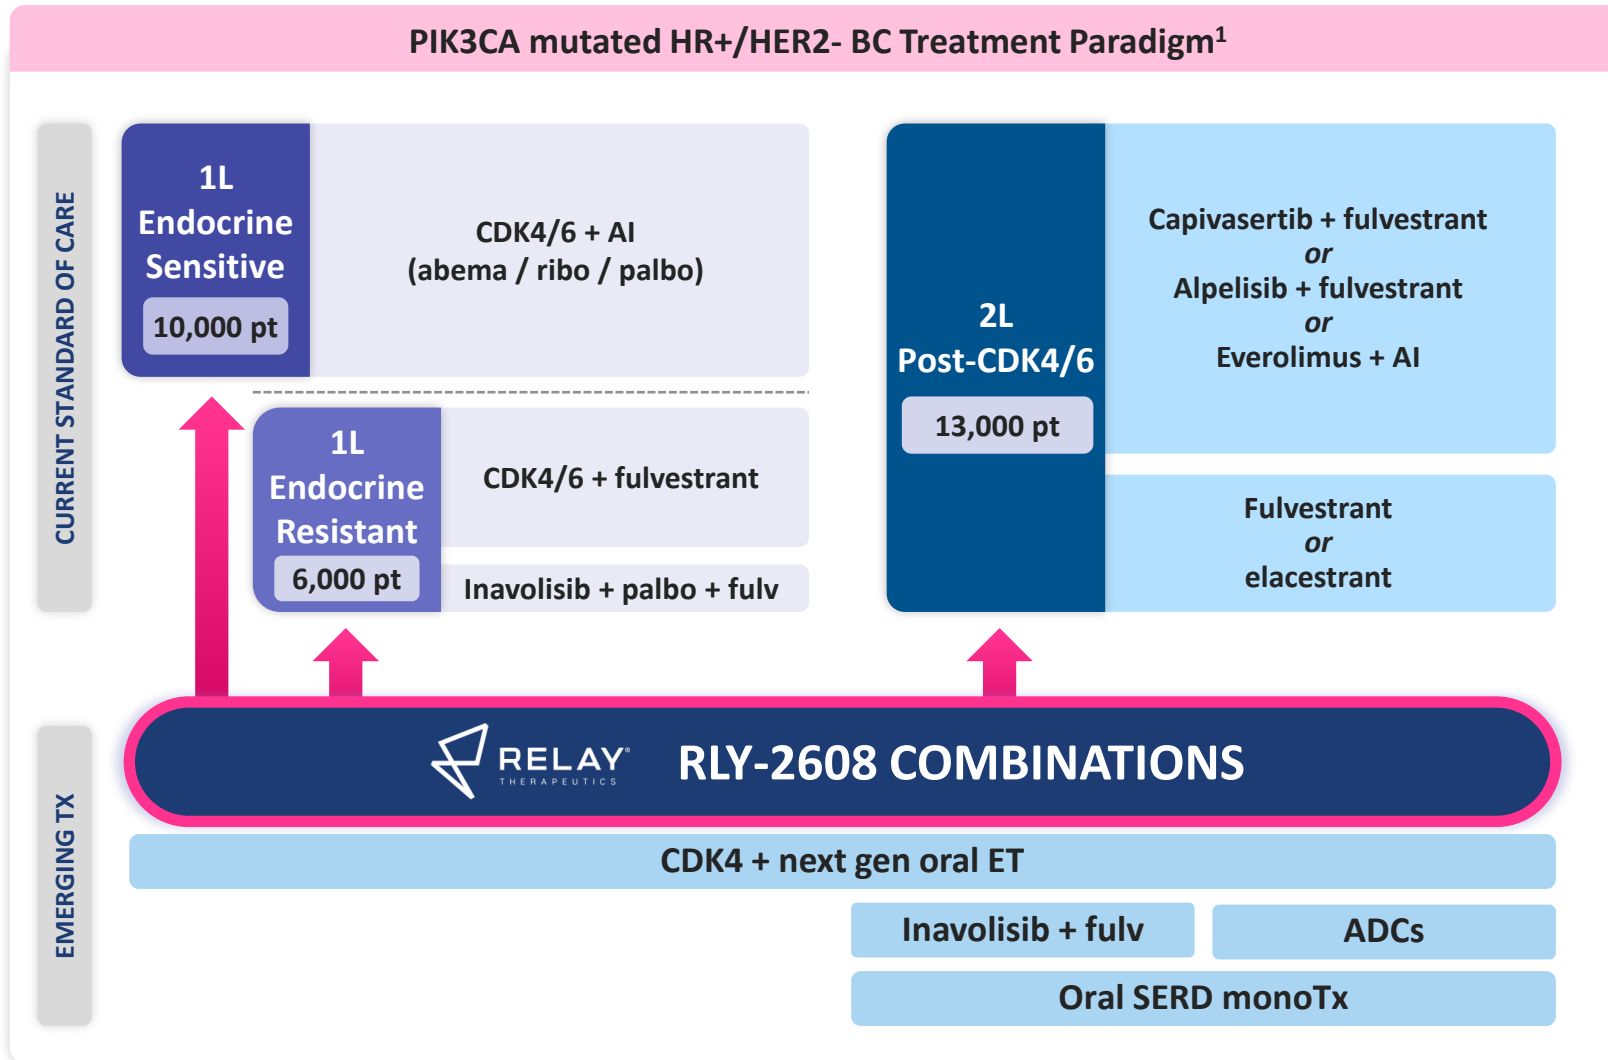 PIK3CA mutated HR+/HER2- BC Treatment Paradigm¹
CURRENT STANDARD OF CARE
1L
Endocrine
Sensitive
10,000 pt
CDK4/6 + AI
(abema / ribo / palbo)
1L
Endocrine
Resistant
6,000 pt
CDK4/6 + fulvestrant
Inavolisib + palbo + fulv
2L
Post-CDK4/6
13,000 pt
Capivasertib + fulvestrant
or
Alpelisib + fulvestrant
or
Everolimus + AI
Fulvestrant
or
elacestrant
EMERGING TX
RELAY®
THERAPEUTICS
RLY-2608 COMBINATIONS
CDK4 + next gen oral ET
Inavolisib + fulv
ADCs
Oral SERD monoTx